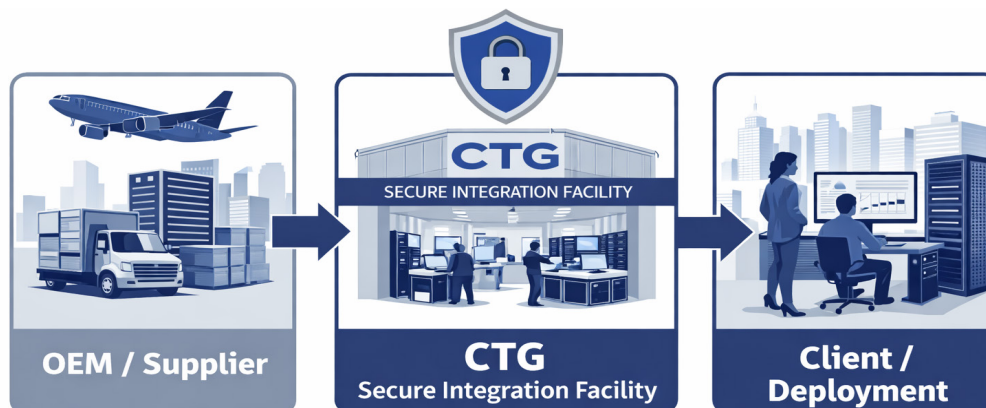 CTG
SECURE INTEGRATION FACILITY
OEM / Supplier
CTG
Secure Integration Facility
Client /
Deployment